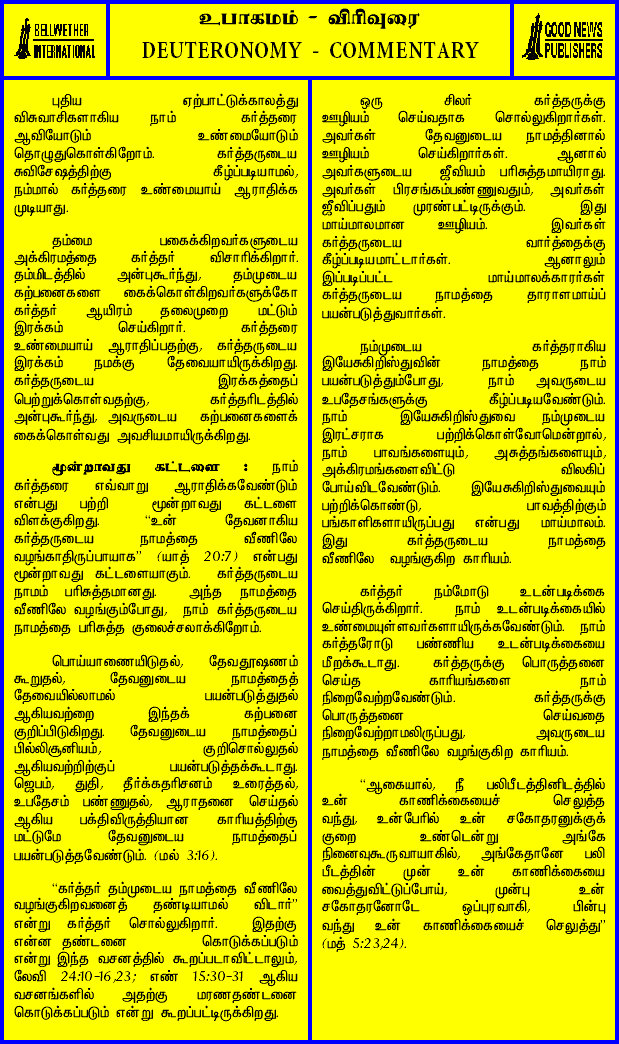 BELLWETHER
INTERNATIONAL
உபாகமம் - விரிவுரை
DEUTERONOMY - COMMENTARY
GOOD NEWS
PUBLISHERS
புதிய ஏற்பாட்டுக்காலத்து
விசுவாசிகளாகிய நாம் கர்த்தரை
ஆவியோடும் உண்மையோடும்
தொழுதுகொள்கிறோம். கர்த்தருடைய
சுவிசேஷத்திற்கு கீழ்ப்படியாமல்,
நம்மால் கர்த்தரை உண்மையாய் ஆராதிக்க
முடியாது.
தம்மை பகைக்கிறவர்களுடைய
அக்கிரமத்தை கர்த்தர் விசாரிக்கிறார்.
தம்மிடத்தில் அன்புகூர்ந்து, தம்முடைய
கற்பனைகளை கைக்கொள்கிறவர்களுக்கோ
கர்த்தர் ஆயிரம் தலைமுறை மட்டும்
இரக்கம் செய்கிறார். கர்த்தரை
உண்மையாய் ஆராதிப்பதற்கு, கர்த்தருடைய
இரக்கம் நமக்கு தேவையாயிருக்கிறது.
கர்த்தருடைய இரக்கத்தைப்
பெற்றுக்கொள்வதற்கு, கர்த்தரிடத்தில்
அன்புகூர்ந்து, அவருடைய கற்பனைகளைக்
கைக்கொள்வது அவசியமாயிருக்கிறது.
மூன்றாவது கட்டளை : நாம்
கர்த்தரை எவ்வாறு ஆராதிக்கவேண்டும்
என்பது பற்றி மூன்றாவது கட்டளை
விளக்குகிறது. “உன் தேவனாகிய
கர்த்தருடைய நாமத்தை வீணிலே
வழங்காதிருப்பாயாக” (யாத் 20:7) என்பது
மூன்றாவது கட்டளையாகும். கர்த்தருடைய
நாமம் பரிசுத்தமானது. அந்த நாமத்தை
வீணிலே வழங்கும்போது, நாம் கர்த்தருடைய
நாமத்தை பரிசுத்த குலைச்சலாக்கிறோம்.
பொய்யாணையிடுதல், தேவதூஷணம்
கூறுதல், தேவனுடைய நாமத்தைத்
தேவையில்லாமல் பயன்படுத்துதல்
ஆகியவற்றை இந்தக் கற்பனை
குறிப்பிடுகிறது. தேவனுடைய நாமத்தைப்
பில்லிசூனியம், குறிசொல்லுதல்
ஆகியவற்றிற்குப் பயன்படுத்தக்கூடாது.
ஜெபம், துதி, தீர்க்கதரிசனம் உரைத்தல்,
உபதேசம் பண்ணுதல், ஆராதனை செய்தல்
ஆகிய பக்திவிருத்தியான காரியத்திற்கு
மட்டுமே தேவனுடைய நாமத்தைப்
பயன்படுத்தவேண்டும். (மல் 3:16).
“கர்த்தர் தம்முடைய நாமத்தை வீணிலே
வழங்குகிறவனைத் தண்டியாமல் விடார்”
என்று கர்த்தர் சொல்லுகிறார். இதற்கு
என்ன தண்டனை கொடுக்கப்படும்
என்று இந்த வசனத்தில் கூறப்படாவிட்டாலும்,
லேவி 24:10-16,23; எண் 15:30-31 ஆகிய
வசனங்களில் அதற்கு மரணதண்டனை
கொடுக்கப்படும் என்று கூறப்பட்டிருக்கிறது.
ஒரு சிலர் கர்த்தருக்கு
ஊழியம் செய்வதாக சொல்லுகிறார்கள்.
அவர்கள் தேவனுடைய நாமத்தினால்
ஊழியம் செய்கிறார்கள். ஆனால்
அவர்களுடைய ஜீவியம் பரிசுத்தமாயிராது.
அவர்கள் பிரசங்கம்பண்ணுவதும், அவர்கள்
ஜீவிப்பதும் முரண்பட்டிருக்கும். இது
மாய்மாலமான ஊழியம். இவர்கள்
கர்த்தருடைய வார்த்தைக்கு
கீழ்ப்படியமாட்டார்கள். ஆனாலும்
இப்படிப்பட்ட மாய்மாலக்காரர்கள்
கர்த்தருடைய நாமத்தை தாராளமாய்ப்
பயன்படுத்துவார்கள்.
நம்முடைய கர்த்தராகிய
இயேசுகிறிஸ்துவின் நாமத்தை நாம்
பயன்படுத்தும்போது, நாம் அவருடைய
உபதேசங்களுக்கு கீழ்ப்படியவேண்டும்.
நாம் இயேசுகிறிஸ்துவை நம்முடைய
இரட்சராக பற்றிக்கொள்வோமென்றால்,
நாம் பாவங்களையும், அசுத்தங்களையும்,
அக்கிரமங்களைவிட்டு விலகிப்
போய்விடவேண்டும். இயேசுகிறிஸ்துவையும்
பற்றிக்கொண்டு, பாவத்திற்கும்
பங்காளிகளாயிருப்பது என்பது மாய்மாலம்.
இது கர்த்தருடைய நாமத்தை
வீணிலே வழங்குகிற காரியம்.
கர்த்தர் நம்மோடு உடன்படிக்கை
செய்திருக்கிறார். நாம் உடன்படிக்கையில்
உண்மையுள்ளவர்களாயிருக்கவேண்டும். நாம்
கர்த்தரோடு பண்ணிய உடன்படிக்கையை
மீறக்கூடாது. கர்த்தருக்கு பொருத்தனை
செய்த காரியங்களை நாம்
நிறைவேற்றவேண்டும். கர்த்தருக்கு
பொருத்தனை செய்வதை
நிறைவேற்றாமலிருப்பது, அவருடைய
நாமத்தை வீணிலே வழங்குகிற காரியம்.
“ஆகையால், நீ பலிபீடத்தினிடத்தில்
உன் காணிக்கையைச் செலுத்த
வந்து, உன்பேரில் உன் சகோதரனுக்குக்
குறை உண்டென்று அங்கே
நினைவுகூருவாயாகில், அங்கேதானே பலி
பீடத்தின் முன் உன் காணிக்கையை
வைத்துவிட்டுப்போய், முன்பு உன்
சகோதரனோடே ஒப்புரவாகி, பின்பு
வந்து உன் காணிக்கையைச் செலுத்து”
(மத் 5:23,24).